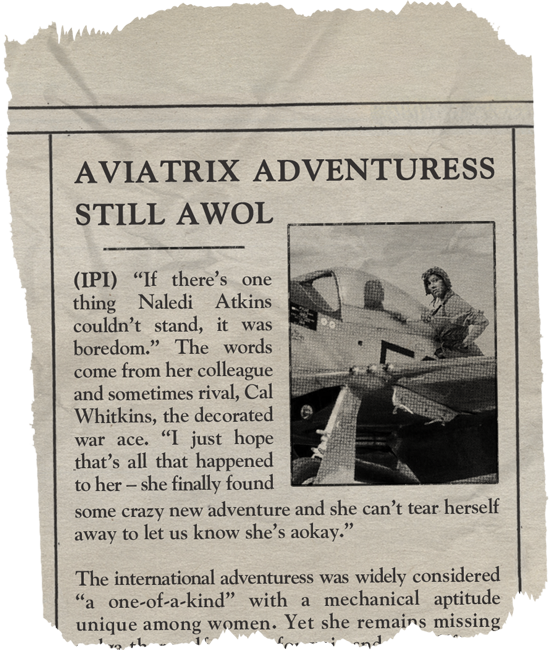 AVIATRIX ADVENTURESS
STILL AWOL
(IPI) “If there’s one
thing Naledi Atkins
couldn’t stand, it was
boredom.” The words
come from her colleague
and sometimes rival, Cal
Whitkins, the decorated
war ace. “I just hope
that’s all that happened
to her – she finally found
some crazy new adventure and she can’t tear herself
away to let us know she’s aokay.”
The international adventuress was widely considered
“a one-of-a-kind” with a mechanical aptitude
unique among women. Yet she remains missing